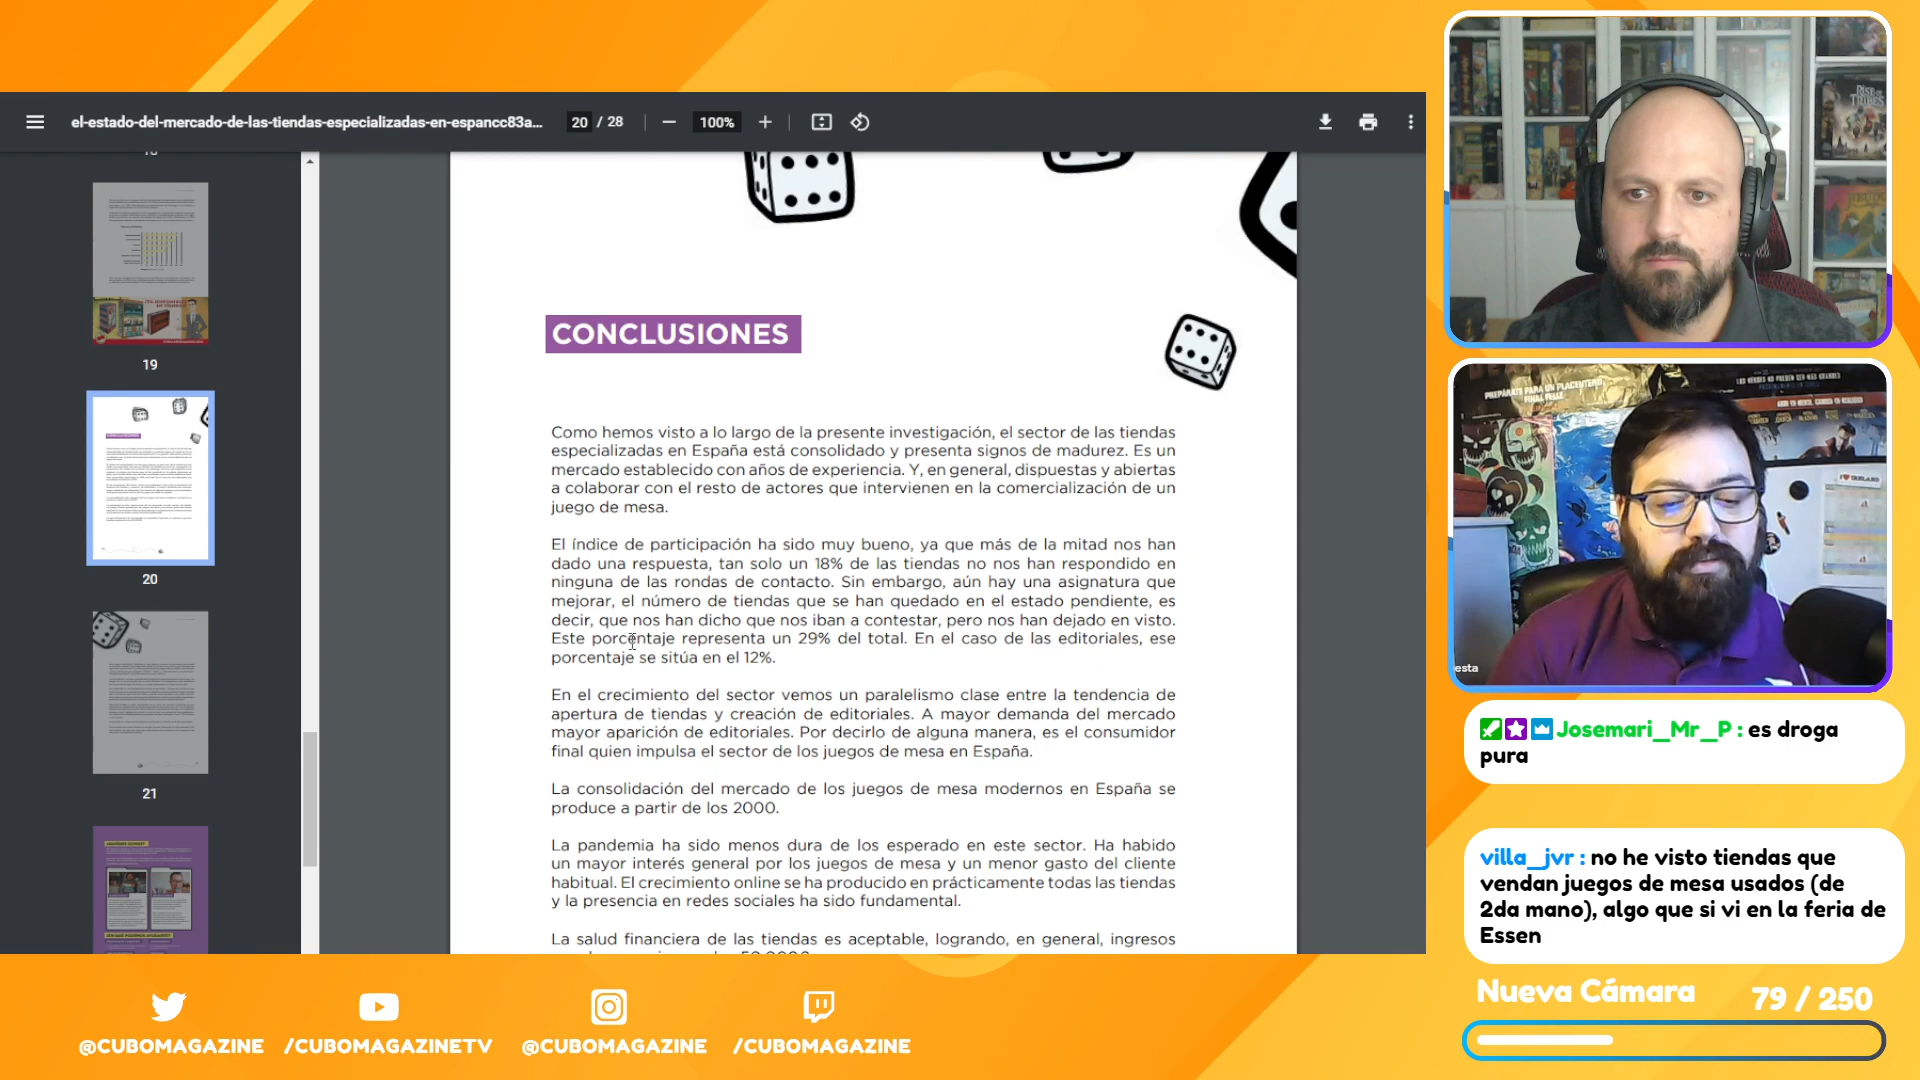 el-estado-del-mercado-de-las-tiendas-especializadas-en-espancc83a...
20 / 28
100%
19
20
21
CONCLUSIONES
Como hemos visto a lo largo de la presente investigación, el sector de las tiendas
especializadas en España está consolidado y presenta signos de madurez. Es un
mercado establecido con años de experiencia. Y, en general, dispuestas y abiertas
a colaborar con el resto de actores que intervienen en la comercialización de un
juego de mesa.
El índice de participación ha sido muy bueno, ya que más de la mitad nos han
dado una respuesta, tan solo un 18% de las tiendas no nos han respondido en
ninguna de las rondas de contacto. Sin embargo, aún hay una asignatura que
mejorar, el número de tiendas que se han quedado en el estado pendiente, es
decir, que nos han dicho que nos iban a contestar, pero nos han dejado en visto.
Este porcentaje representa un 29% del total. En el caso de las editoriales, ese
porcentaje se sitúa en el 12%.
En el crecimiento del sector vemos un paralelismo clase entre la tendencia de
apertura de tiendas y creación de editoriales. A mayor demanda del mercado
mayor aparición de editoriales. Por decirlo de alguna manera, es el consumidor
final quien impulsa el sector de los juegos de mesa en España.
La consolidación del mercado de los juegos de mesa modernos en España se
produce a partir de los 2000.
La pandemia ha sido menos dura de los esperado en este sector. Ha habido
un mayor interés general por los juegos de mesa y un menor gasto del cliente
habitual. El crecimiento online se ha producido en prácticamente todas las tiendas
y la presencia en redes sociales ha sido fundamental.
La salud financiera de las tiendas es aceptable, logrando, en general, ingresos
RISE OF
TRIBES
PREPÁRATE PARA UN PLACENTERO
FINAL FELIZ
esta
Josemari_Mr_P : es droga
pura
villa_jvr : no he visto tiendas que
vendan juegos de mesa usados (de
2da mano), algo que si vi en la feria de
Essen
Nueva Cámara 79 / 250
@CUBOMAGAZINE /CUBOMAGAZINETV @CUBOMAGAZINE /CUBOMAGAZINE